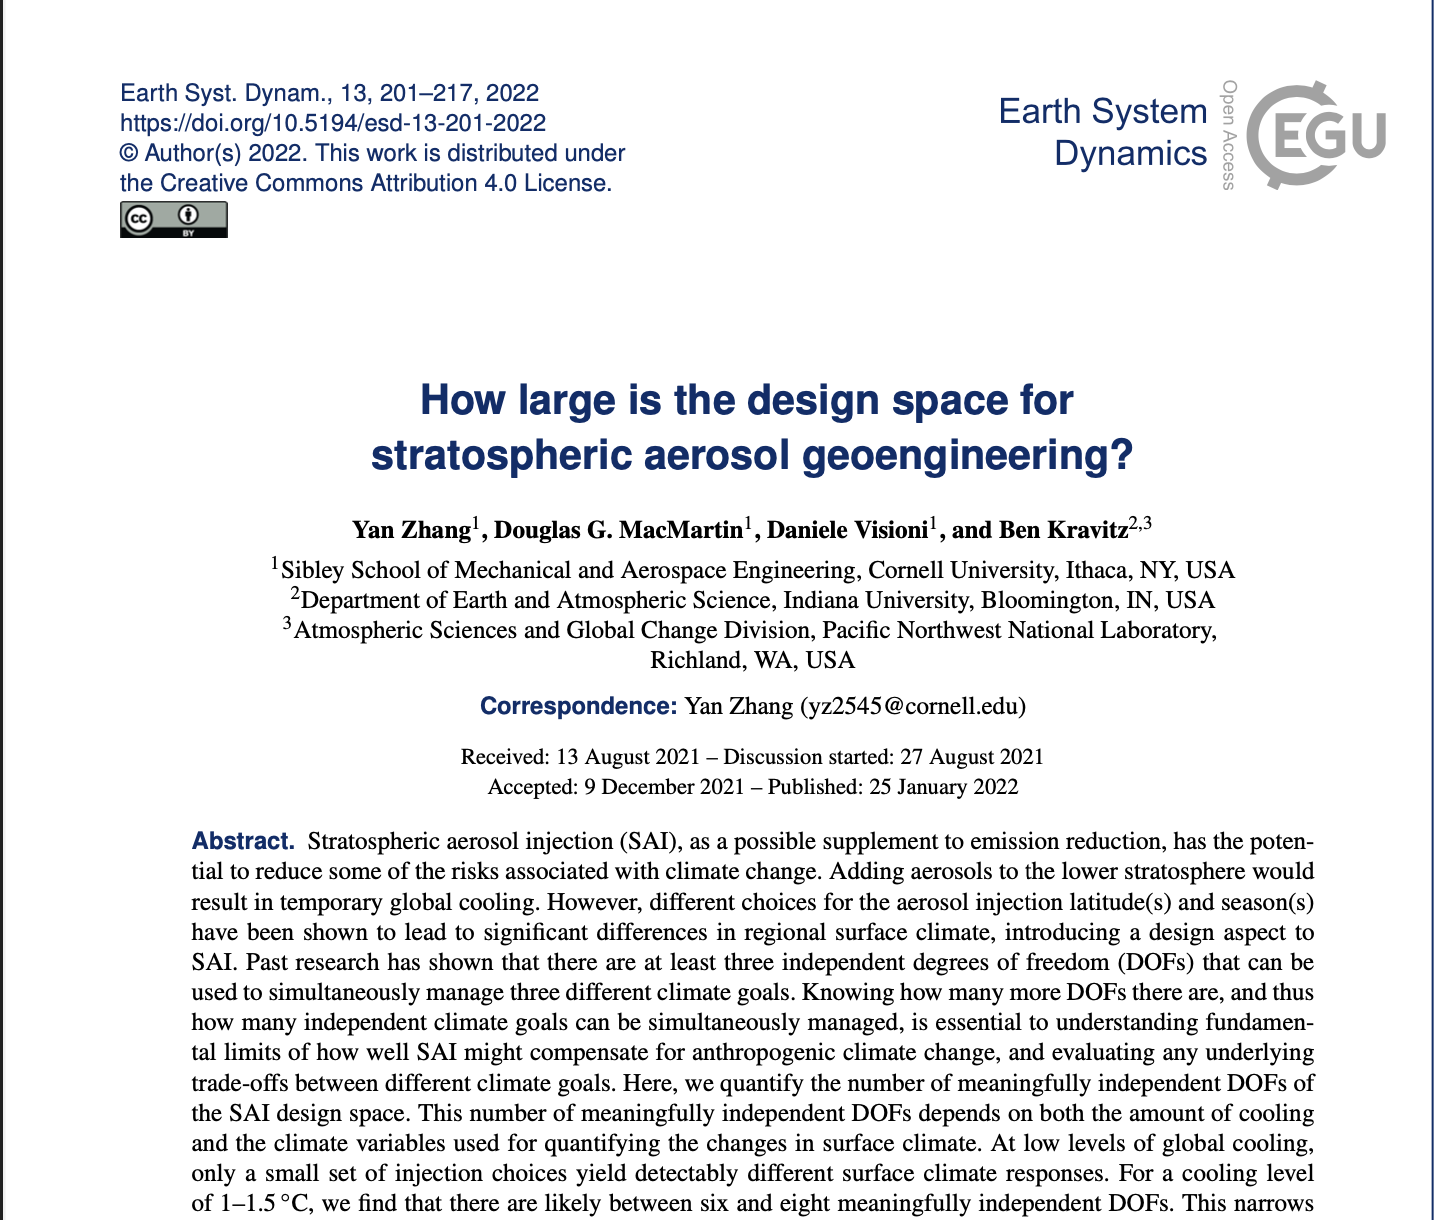 Earth Syst. Dynam., 13, 201–217, 2022
https://doi.org/10.5194/esd-13-201-2022
© Author(s) 2022. This work is distributed under
the Creative Commons Attribution 4.0 License.
cc
BY
Earth System
Dynamics
Open Access
EGU
How large is the design space for
stratospheric aerosol geoengineering?
Yan Zhang1, Douglas G. MacMartin1, Daniele Visioni1, and Ben Kravitz2,3
1Sibley School of Mechanical and Aerospace Engineering, Cornell University, Ithaca, NY, USA
2Department of Earth and Atmospheric Science, Indiana University, Bloomington, IN, USA
3Atmospheric Sciences and Global Change Division, Pacific Northwest National Laboratory,
Richland, WA, USA
Correspondence: Yan Zhang (yz2545@cornell.edu)
Received: 13 August 2021 – Discussion started: 27 August 2021
Accepted: 9 December 2021 – Published: 25 January 2022
Abstract. Stratospheric aerosol injection (SAI), as a possible supplement to emission reduction, has the poten-
tial to reduce some of the risks associated with climate change. Adding aerosols to the lower stratosphere would
result in temporary global cooling. However, different choices for the aerosol injection latitude(s) and season(s)
have been shown to lead to significant differences in regional surface climate, introducing a design aspect to
SAI. Past research has shown that there are at least three independent degrees of freedom (DOFs) that can be
used to simultaneously manage three different climate goals. Knowing how many more DOFs there are, and thus
how many independent climate goals can be simultaneously managed, is essential to understanding fundamen-
tal limits of how well SAI might compensate for anthropogenic climate change, and evaluating any underlying
trade-offs between different climate goals. Here, we quantify the number of meaningfully independent DOFs of
the SAI design space. This number of meaningfully independent DOFs depends on both the amount of cooling
and the climate variables used for quantifying the changes in surface climate. At low levels of global cooling,
only a small set of injection choices yield detectably different surface climate responses. For a cooling level
of 1–1.5 °C, we find that there are likely between six and eight meaningfully independent DOFs. This narrows